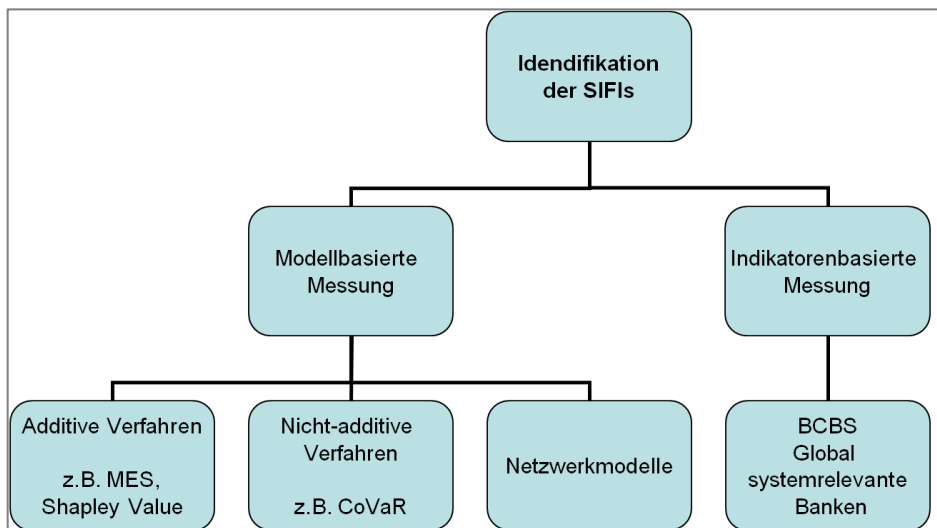 Idendifikation
der SIFIs
Modellbasierte
Messung
Indikatorenbasierte
Messung
Additive Verfahren
z.B. MES,
Shapley Value
Nicht-additive
Verfahren
z.B. CoVaR
Netzwerkmodelle
BCBS
Global
systemrelevante
Banken